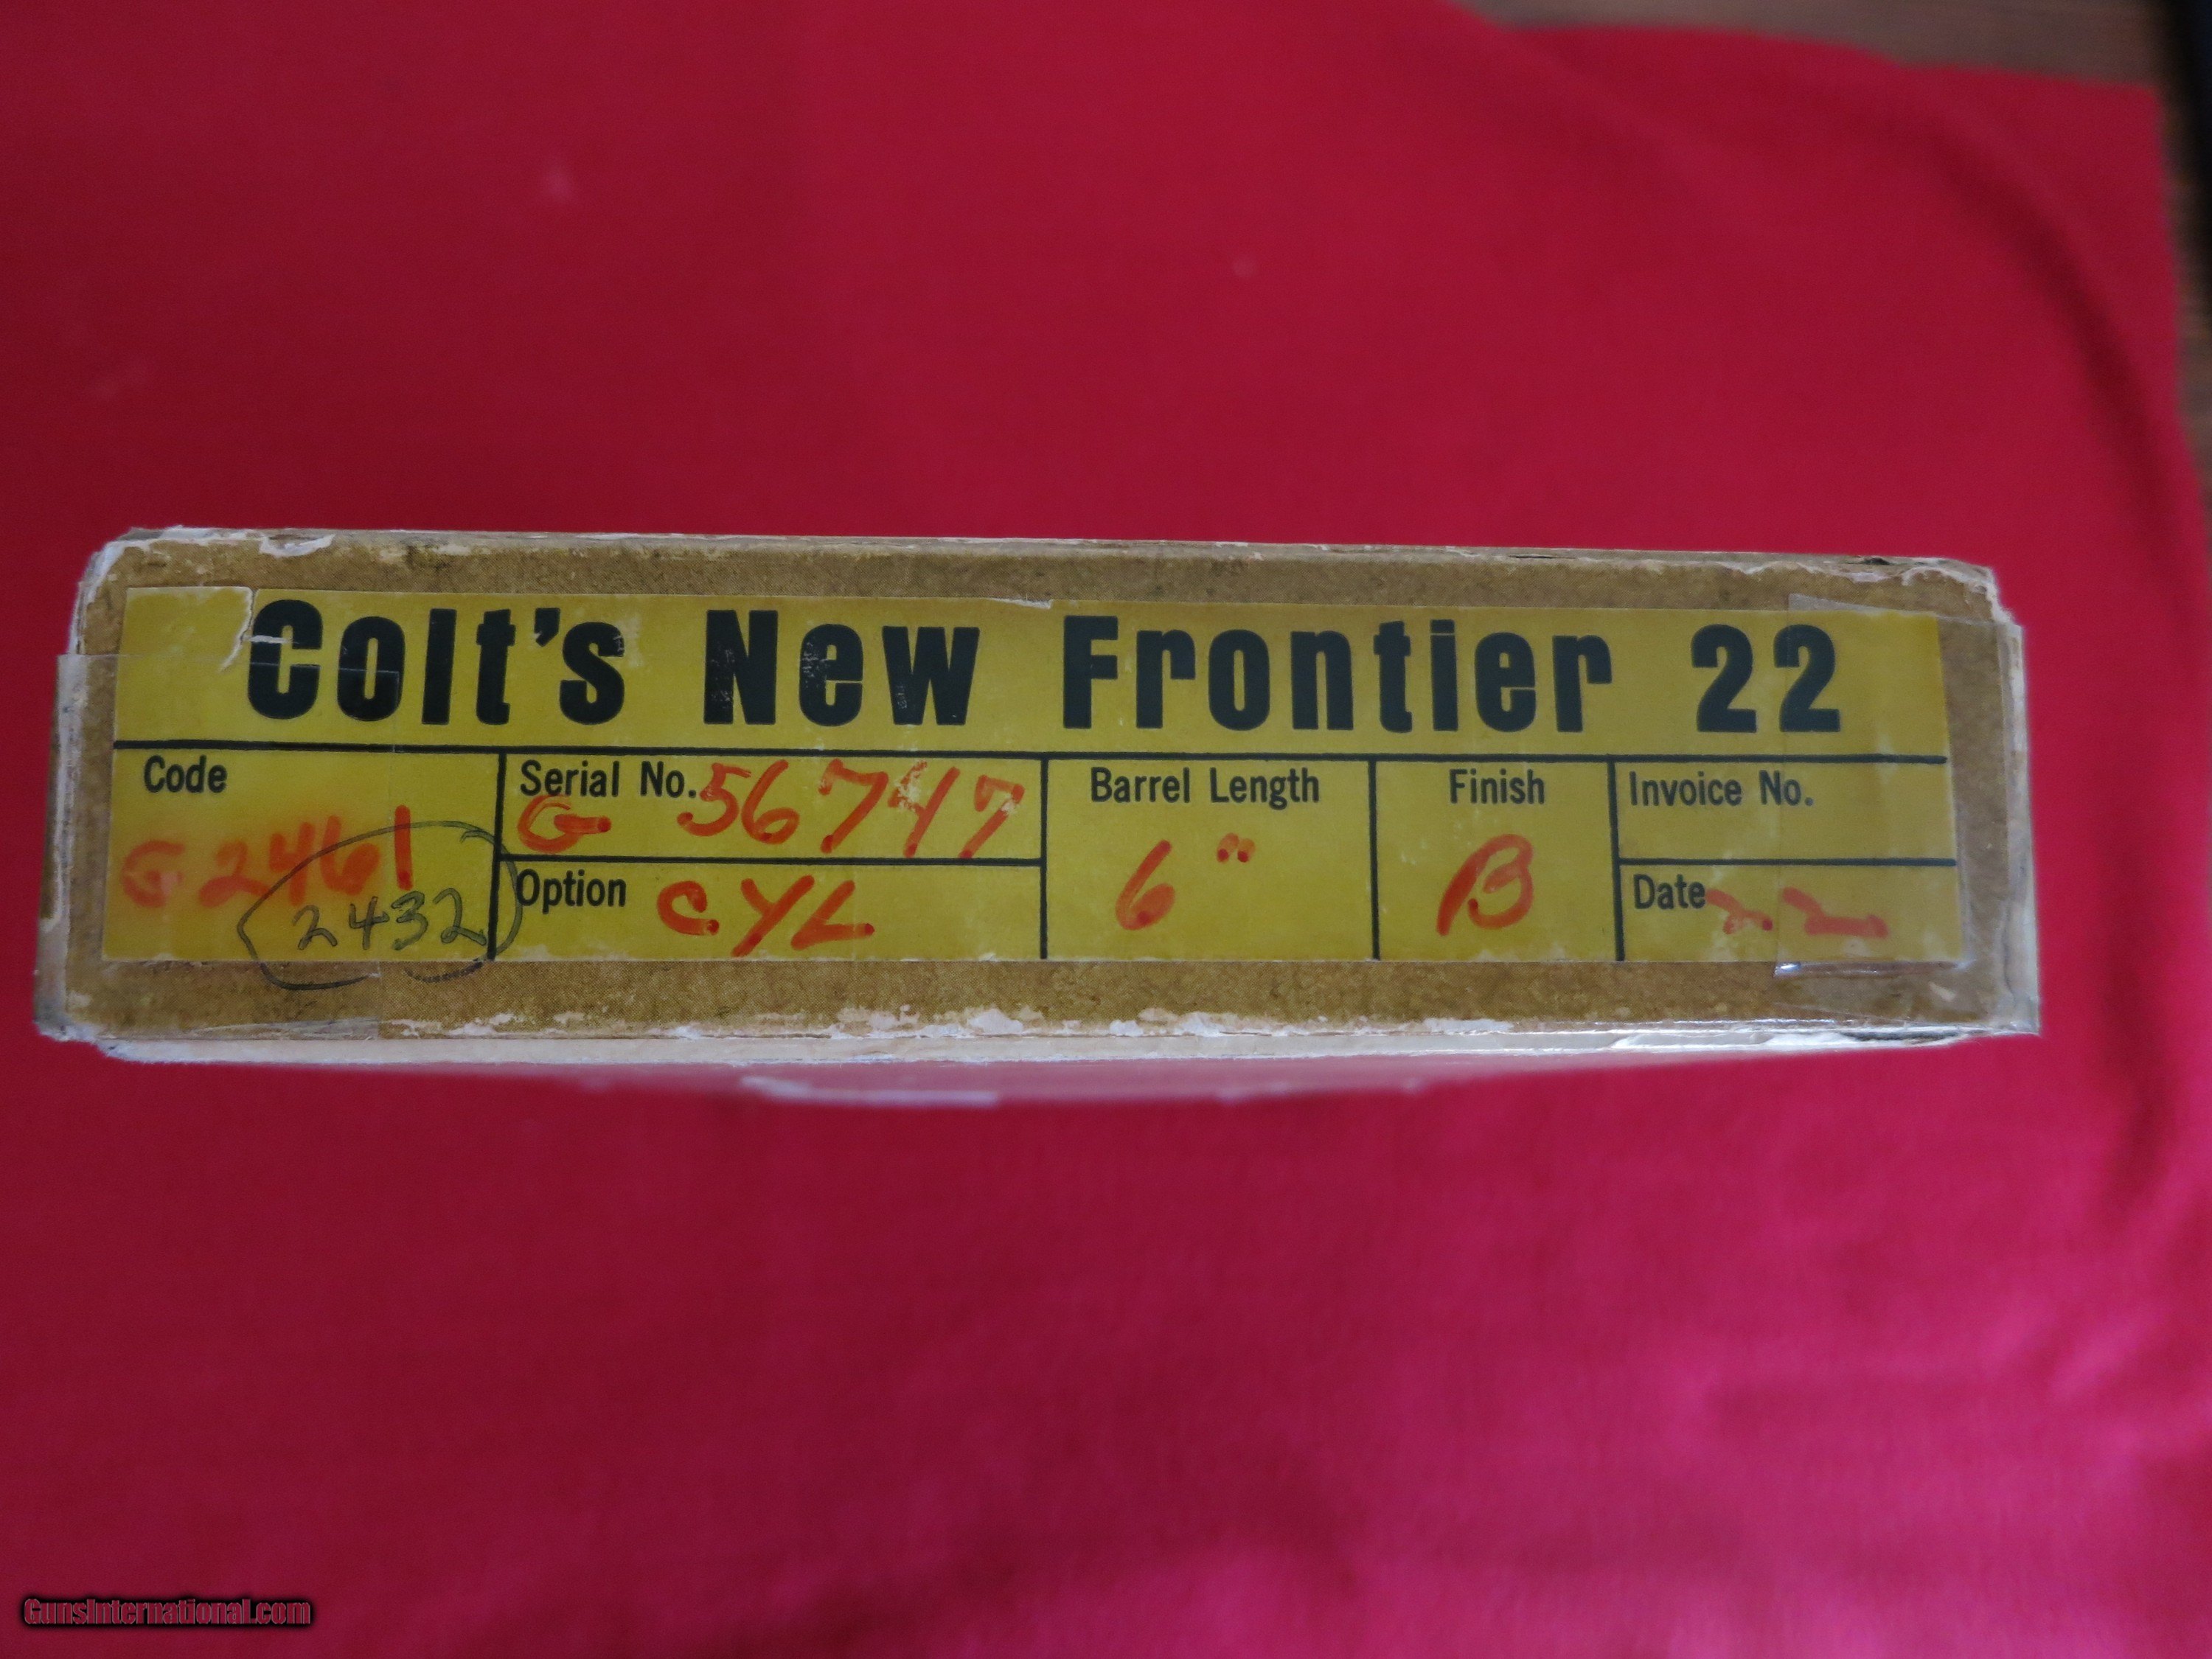 Colt's New Frontier 22
Code
G2461
2432
Serial No.
G 56747
Option CYL
Barrel Length
6"
Finish
B
Invoice No.
Date 22
GunsInternational.com